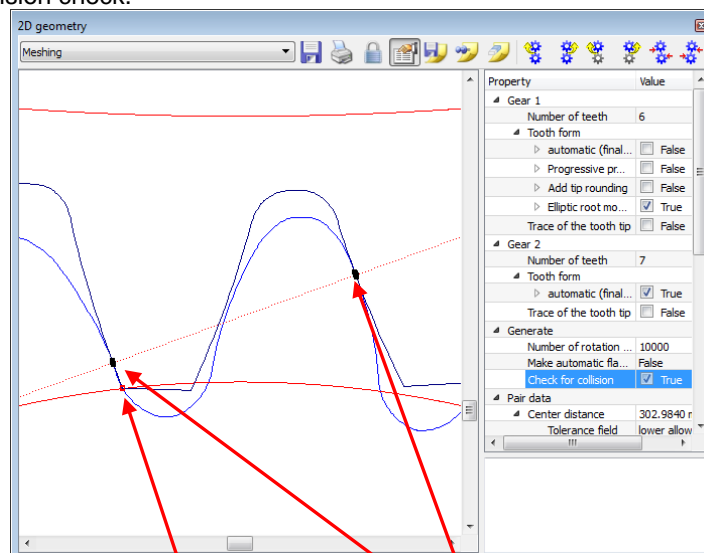 ision check.
2D geometry
Meshing
Property Value
Gear 1
Number of teeth 6
Tooth form
automatic (final... False
Progressive pr... False
Add tip rounding False
Elliptic root mo... True
Trace of the tooth tip False
Gear 2
Number of teeth 7
Tooth form
automatic (final... True
Trace of the tooth tip False
Generate
Number of rotation ... 10000
Make automatic fla... False
Check for collision True
Pair data
Center distance 302.9840 r
Tolerance field lower allow